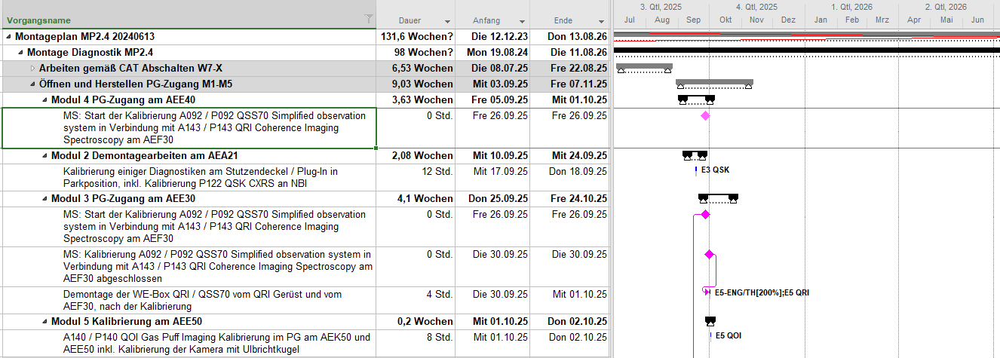 3. Qtl, 2025 4. Qtl, 2025 1. Qtl, 2026 2. Qtl, 2026
Vorgangsname Dauer Anfang Ende Jul Aug Sep Okt Nov Dez Jan Feb Mrz Apr Mai Jun
Montageplan MP2.4 20240613 131,6 Wochen? Die 12.12.23 Don 13.08.26
Montage Diagnostik MP2.4 98 Wochen? Mon 19.08.24 Die 11.08.26
Arbeiten gemäß CAT Abschalten W7-X 6,53 Wochen Die 08.07.25 Fre 22.08.25
Öffnen und Herstellen PG-Zugang M1-M5 9,03 Wochen Mit 03.09.25 Fre 07.11.25
Modul 4 PG-Zugang am AEE40 3,63 Wochen Fre 05.09.25 Mit 01.10.25
MS: Start der Kalibrierung A092 / P092 QSS70 Simplified observation 0 Std. Fre 26.09.25 Fre 26.09.25
system in Verbindung mit A143 / P143 QRI Coherence Imaging
Spectroscopy am AEF30
Modul 2 Demontagearbeiten am AEA21 2,08 Wochen Mit 10.09.25 Mit 24.09.25
Kalibrierung einiger Diagnostiken am Stutzendeckel / Plug-In in 12 Std. Mit 17.09.25 Don 18.09.25 E3 QSK
Parkposition, inkl. Kalibrierung P122 QSK CXRS an NBI
Modul 3 PG-Zugang am AEE30 4,1 Wochen Don 25.09.25 Fre 24.10.25
MS: Start der Kalibrierung A092 / P092 QSS70 Simplified observation 0 Std. Fre 26.09.25 Fre 26.09.25
system in Verbindung mit A143 / P143 QRI Coherence Imaging
Spectroscopy am AEF30
MS: Kalibrierung A092 / P092 QSS70 Simplified observation system in 0 Std. Die 30.09.25 Die 30.09.25
Verbindung mit A143 / P143 QRI Coherence Imaging Spectroscopy am
AEF30 abgeschlossen
Demontage der WE-Box QRI / QSS70 vom QRI Gerüst und vom 4 Std. Die 30.09.25 Mit 01.10.25 E5-ENG/TH[200%];E5 QRI
AEF30, nach der Kalibrierung
Modul 5 Kalibrierung am AEE50 0,2 Wochen Mit 01.10.25 Don 02.10.25
A140 / P140 QOI Gas Puff Imaging Kalibrierung im PG am AEK50 und 8 Std. Mit 01.10.25 Don 02.10.25 E5 QOI
AEE50 inkl. Kalibrierung der Kamera mit Ulbrichtkugel